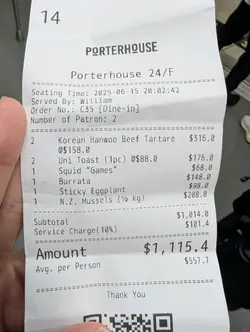 14
PORTERHOUSE
Porterhouse 24/F
Seating Time: 2025-06-15 20:02:42
Served By: William
Order No.: C35 [Dine-in]
Number of Patron: 2
2 Korean Hanwoo Beef Tartare $316.0
@$158.0
2 Uni Toast (1pc) @$88.0 $176.0
1 Squid "Games" $68.0
1 Burrata $148.0
1 Sticky Eggplant $98.0
1 N.Z. Mussels (½ kg) $208.0
Subtotal $1,014.0
Service Charge(10%) $101.4
Amount $1,115.4
Avg. per Person $557.7
Thank You